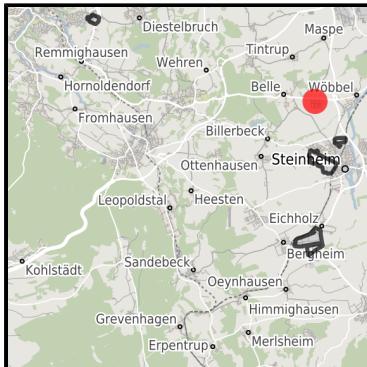 Diestelbruch
Maspe
Remmighausen
Tintrup
Wehren
Hornoldendorf
Belle
Wöbbel
Fromhausen
Billerbeck
Steinheim
Ottenhausen
Leopoldstal
Heesten
Eichholz
Bergheim
Kohlstädt
Sandebeck
Oeynhausen
Himmighausen
Grevenhagen
Merlsheim
Erpentrup